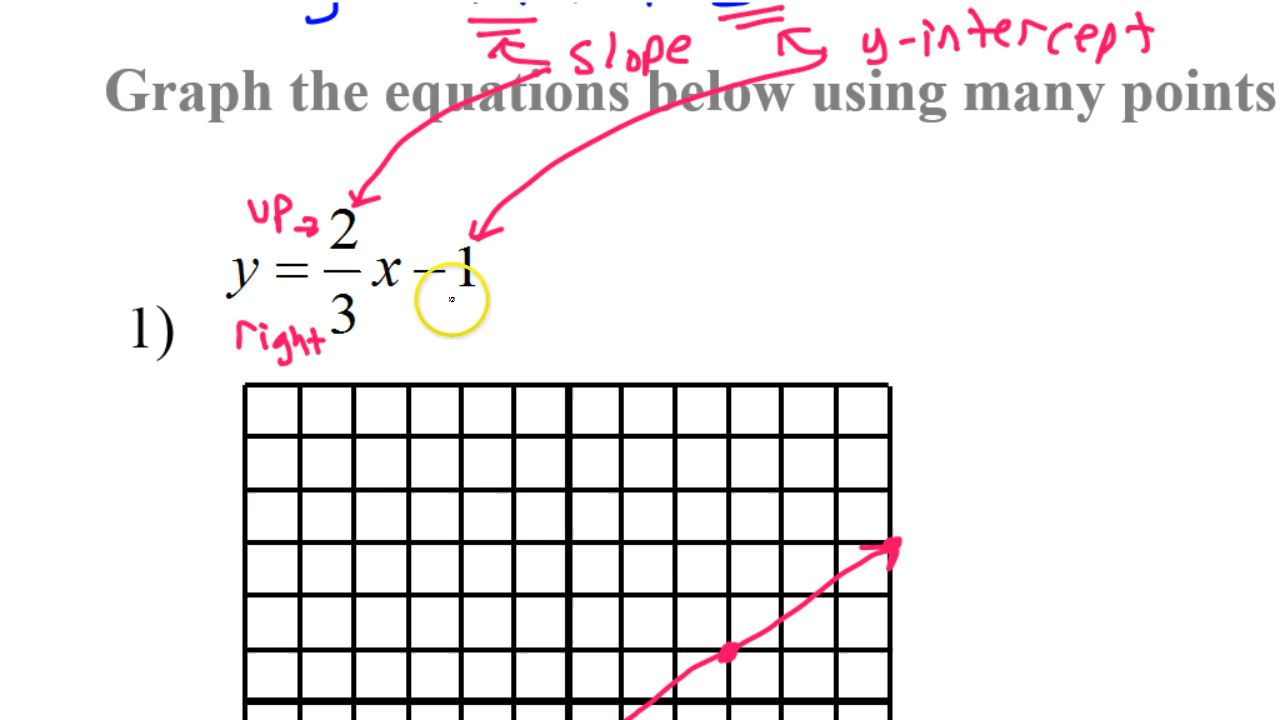 slope y-intercept
Graph the equations below using many points
up
y = 2/3 x − 1
1) right